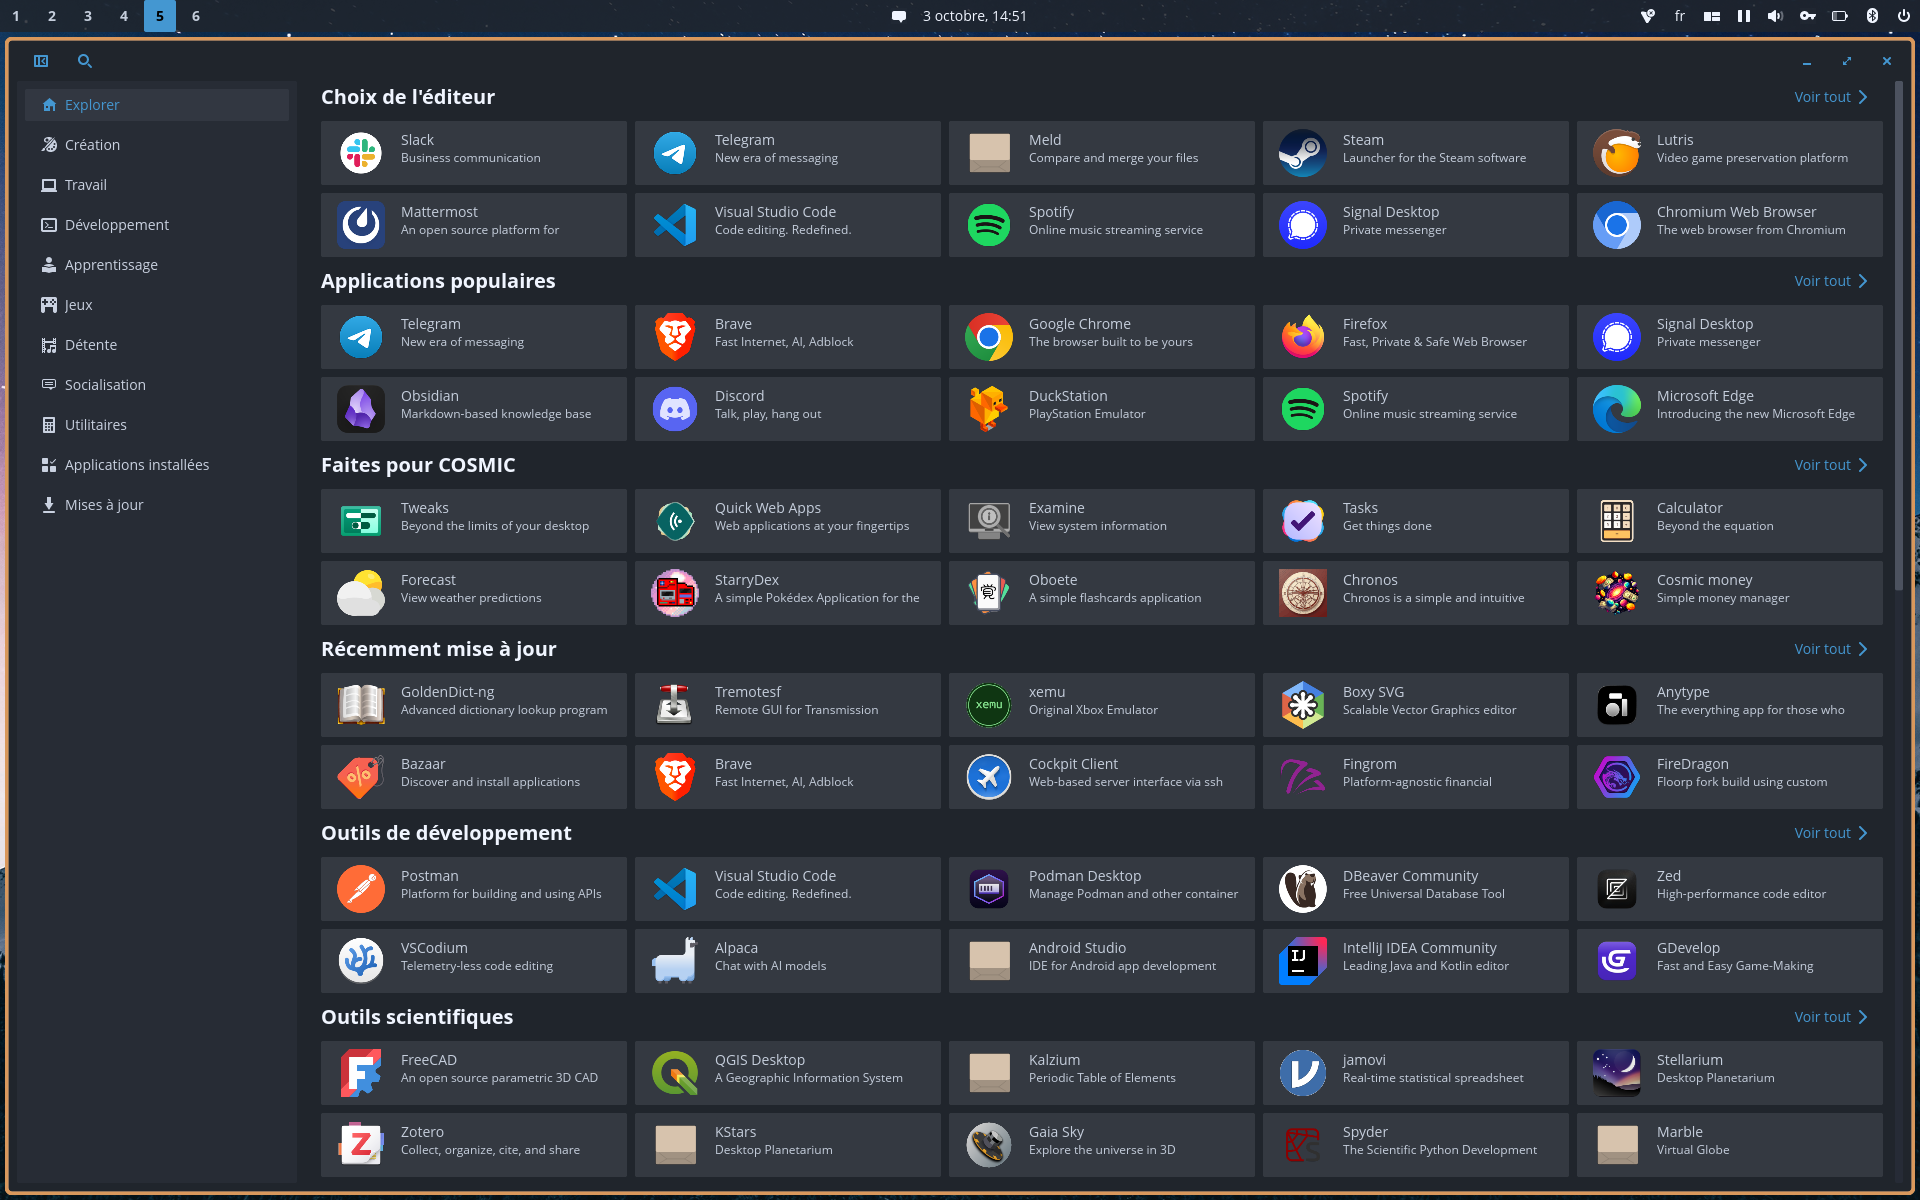 1 2 3 4 5 6
3 octobre, 14:51
fr
Explorer
Création
Travail
Développement
Apprentissage
Jeux
Détente
Socialisation
Utilitaires
Applications installées
Mises à jour
Choix de l'éditeur
Voir tout
Slack
Business communication
Telegram
New era of messaging
Meld
Compare and merge your files
Steam
Launcher for the Steam software
Lutris
Video game preservation platform
Mattermost
An open source platform for
Visual Studio Code
Code editing. Redefined.
Spotify
Online music streaming service
Signal Desktop
Private messenger
Chromium Web Browser
The web browser from Chromium
Applications populaires
Voir tout
Telegram
New era of messaging
Brave
Fast Internet, AI, Adblock
Google Chrome
The browser built to be yours
Firefox
Fast, Private & Safe Web Browser
Signal Desktop
Private messenger
Obsidian
Markdown-based knowledge base
Discord
Talk, play, hang out
DuckStation
PlayStation Emulator
Spotify
Online music streaming service
Microsoft Edge
Introducing the new Microsoft Edge
Faites pour COSMIC
Voir tout
Tweaks
Beyond the limits of your desktop
Quick Web Apps
Web applications at your fingertips
Examine
View system information
Tasks
Get things done
Calculator
Beyond the equation
Forecast
View weather predictions
StarryDex
A simple Pokédex Application for the
Oboete
A simple flashcards application
Chronos
Chronos is a simple and intuitive
Cosmic money
Simple money manager
Récemment mise à jour
Voir tout
GoldenDict-ng
Advanced dictionary lookup program
Tremotesf
Remote GUI for Transmission
xemu
xemu
Original Xbox Emulator
Boxy SVG
Scalable Vector Graphics editor
Anytype
The everything app for those who
Bazaar
Discover and install applications
Brave
Fast Internet, AI, Adblock
Cockpit Client
Web-based server interface via ssh
Fingrom
Platform-agnostic financial
FireDragon
Floorp fork build using custom
Outils de développement
Voir tout
Postman
Platform for building and using APIs
Visual Studio Code
Code editing. Redefined.
Podman Desktop
Manage Podman and other container
DBeaver Community
Free Universal Database Tool
Zed
High-performance code editor
VSCodium
Telemetry-less code editing
Alpaca
Chat with AI models
Android Studio
IDE for Android app development
IJ
IntelliJ IDEA Community
Leading Java and Kotlin editor
GDevelop
Fast and Easy Game-Making
Outils scientifiques
Voir tout
FreeCAD
An open source parametric 3D CAD
QGIS Desktop
A Geographic Information System
Kalzium
Periodic Table of Elements
jamovi
Real-time statistical spreadsheet
Stellarium
Desktop Planetarium
Zotero
Collect, organize, cite, and share
KStars
Desktop Planetarium
Gaia Sky
Explore the universe in 3D
Spyder
The Scientific Python Development
Marble
Virtual Globe